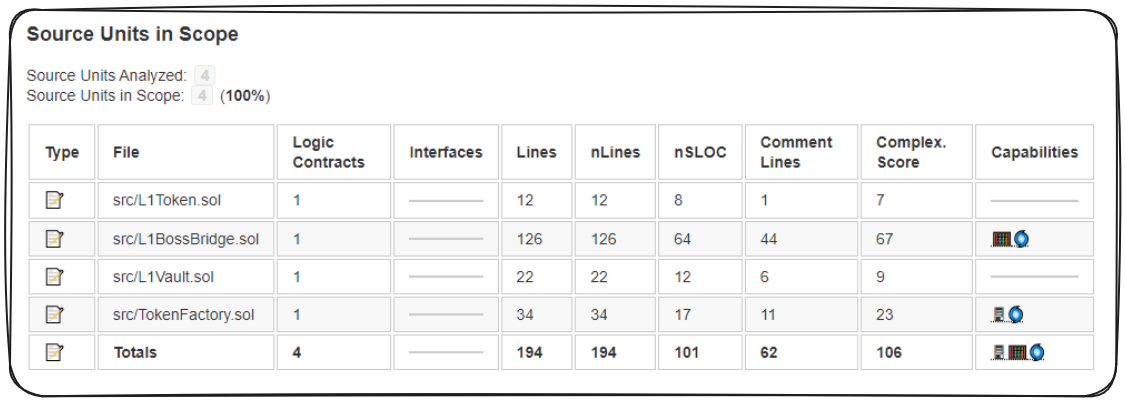 Source Units in Scope
Source Units Analyzed: 4
Source Units in Scope: 4 (100%)
Type File Logic Contracts Interfaces Lines nLines nSLOC Comment Lines Complex. Score Capabilities
src/L1Token.sol 1 12 12 8 1 7
src/L1BossBridge.sol 1 126 126 64 44 67
src/L1Vault.sol 1 22 22 12 6 9
src/TokenFactory.sol 1 34 34 17 11 23
Totals 4 194 194 101 62 106